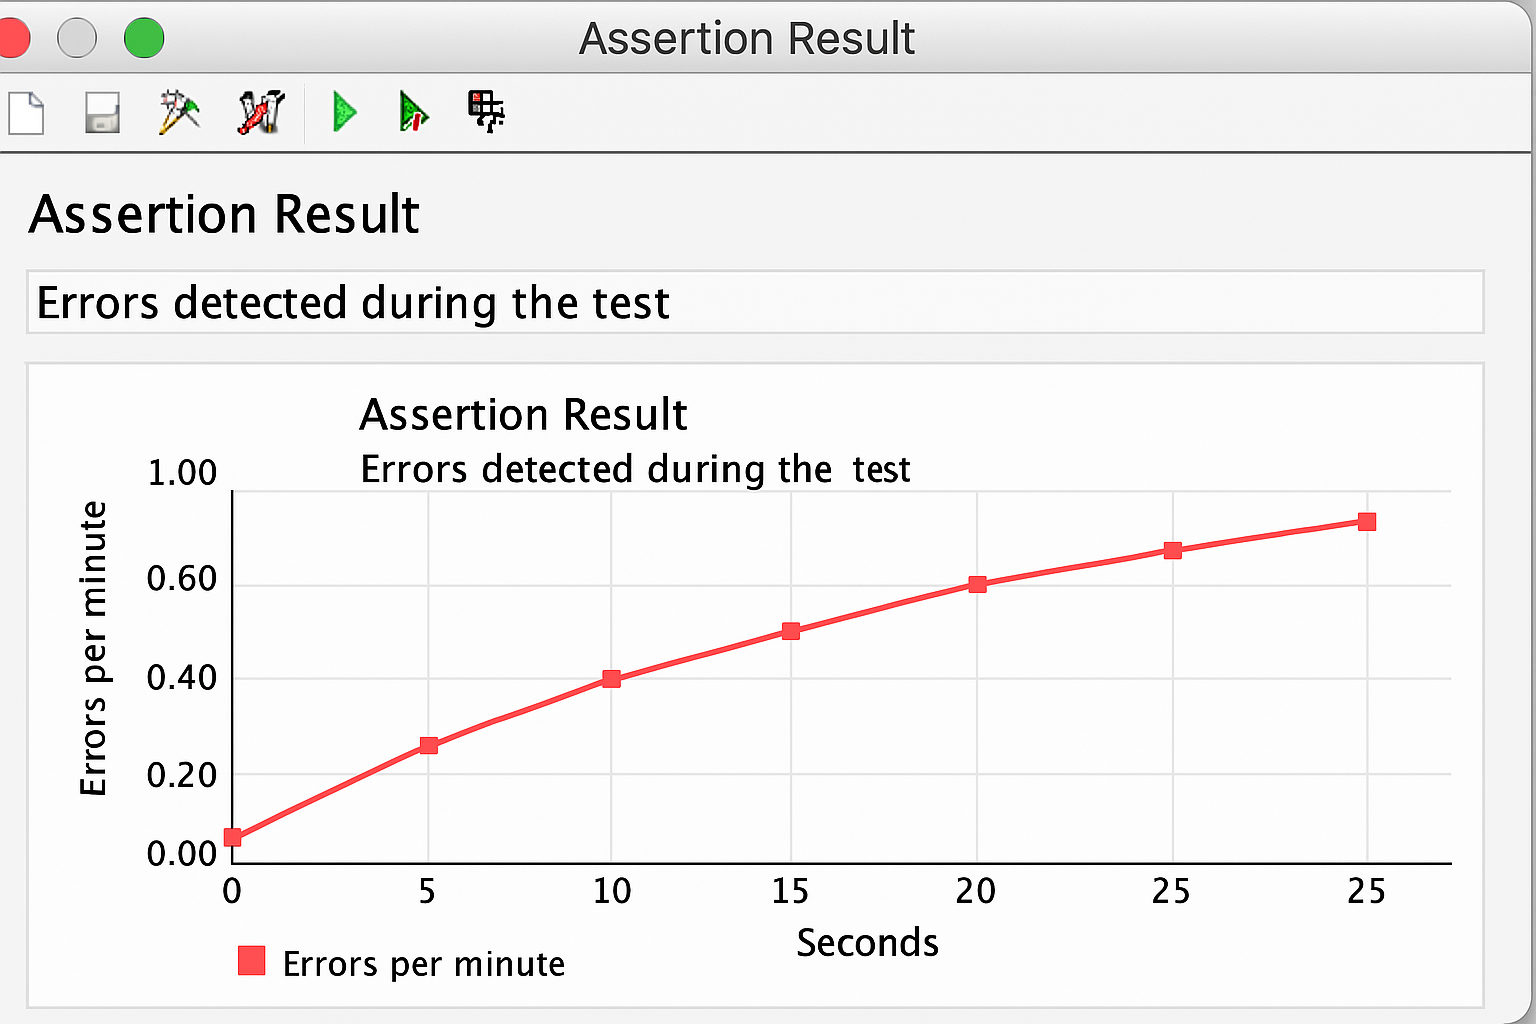 Assertion Result
Assertion Result
Errors detected during the test
Assertion Result
Errors detected during the test
1.00
0.60
0.40
0.20
0.00
Errors per minute
0 5 10 15 20 25 25
Seconds
Errors per minute